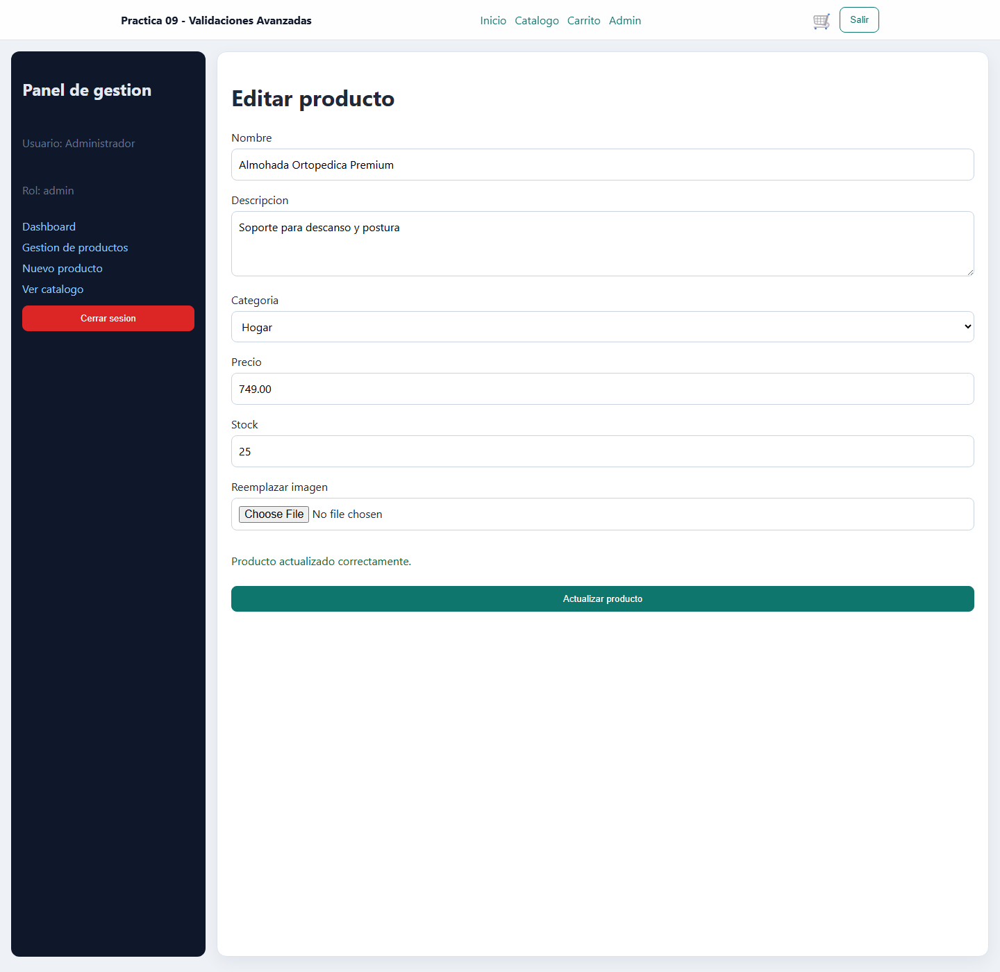 Practica 09 - Validaciones Avanzadas
Inicio Catalogo Carrito Admin
Salir
Panel de gestion
Usuario: Administrador
Rol: admin
Dashboard
Gestion de productos
Nuevo producto
Ver catalogo
Cerrar sesion
Editar producto
Nombre
Almohada Ortopedica Premium
Descripcion
Soporte para descanso y postura
Categoria
Hogar
Precio
749.00
Stock
25
Reemplazar imagen
Choose File No file chosen
Producto actualizado correctamente.
Actualizar producto